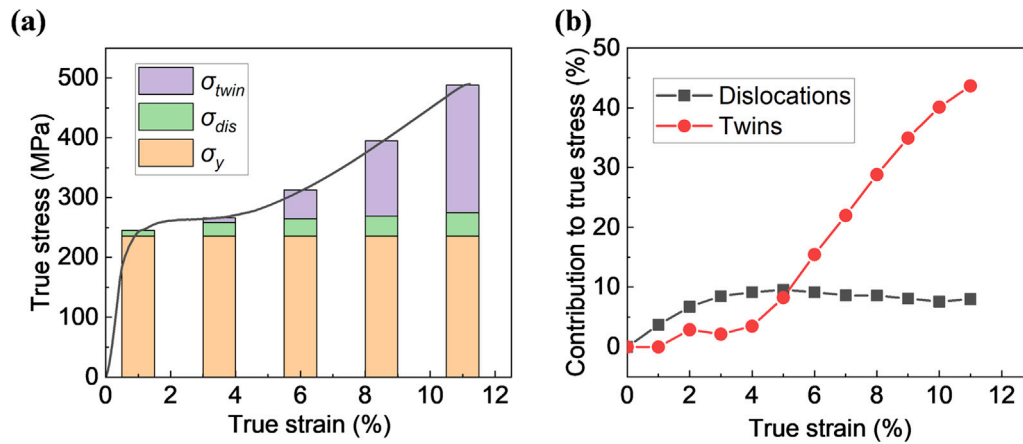 (a)
True stress (MPa)
500
400
300
200
100
0
σtwin
σdis
σy
0 2 4 6 8 10 12
True strain (%)
(b)
Contribution to true stress (%)
50
40
30
20
10
0
Dislocations
Twins
0 2 4 6 8 10 12
True strain (%)